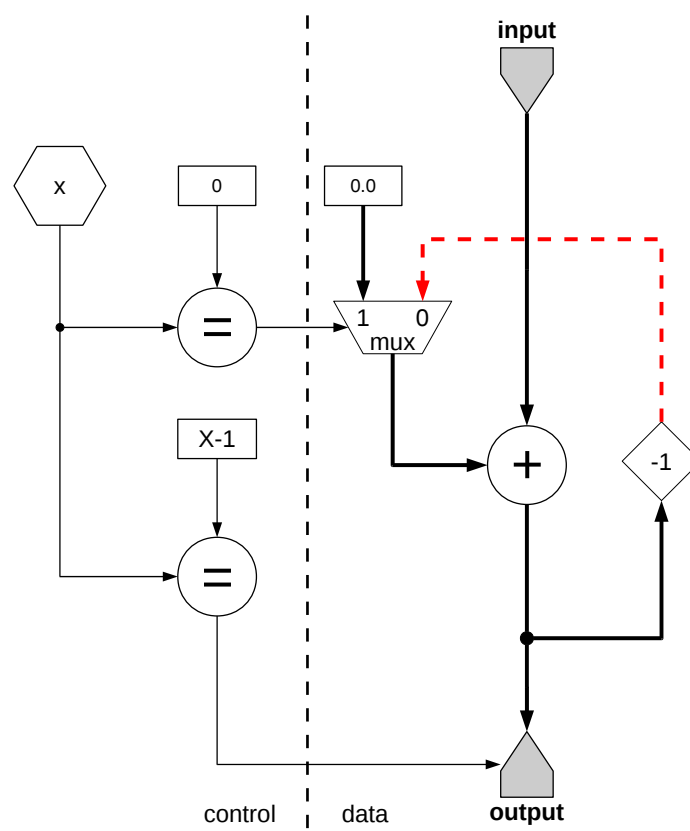 input
x
0
0.0
1 0
mux
=
X-1
+
-1
=
control
data
output